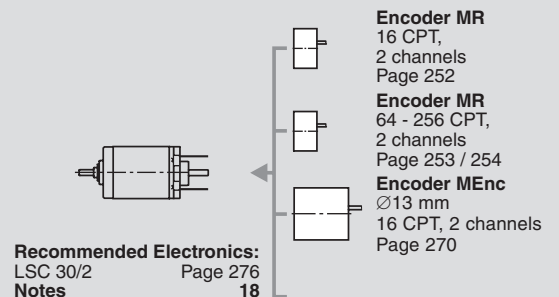 Encoder MR
16 CPT,
2 channels
Page 252
Encoder MR
64 - 256 CPT,
2 channels
Page 253 / 254
Encoder MEnc
∅13 mm
16 CPT, 2 channels
Page 270
Recommended Electronics:
LSC 30/2 Page 276
Notes 18